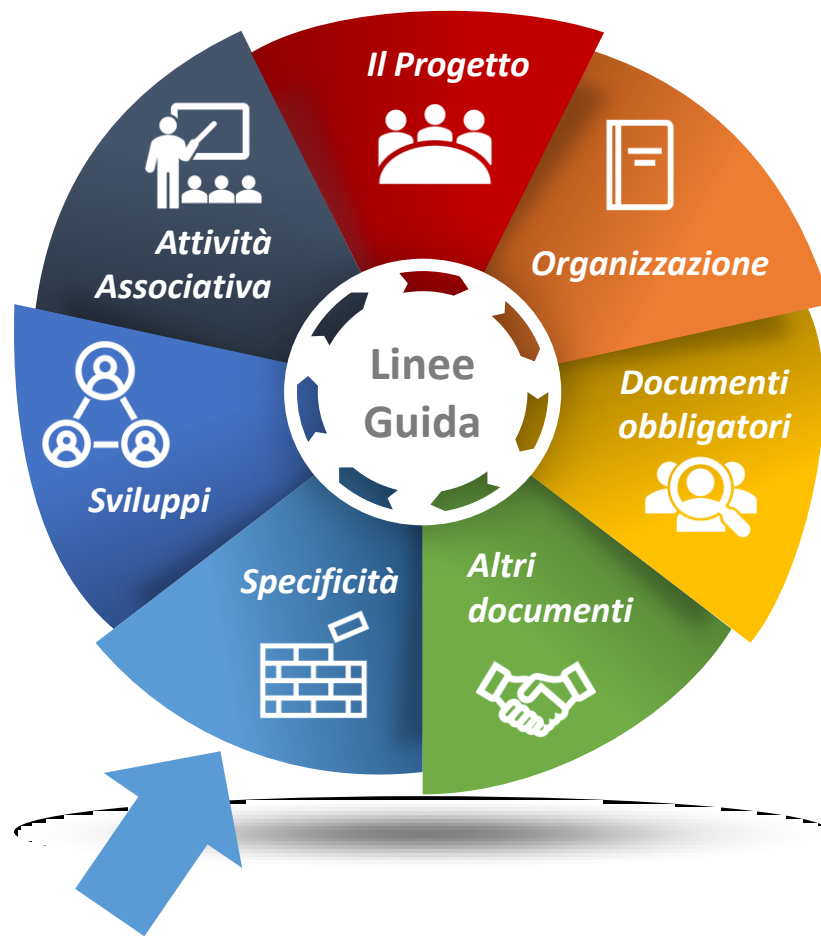 Il Progetto
Organizzazione
Documenti
obbligatori
Altri
documenti
Specificità
Sviluppi
Attività
Associativa
Linee
Guida